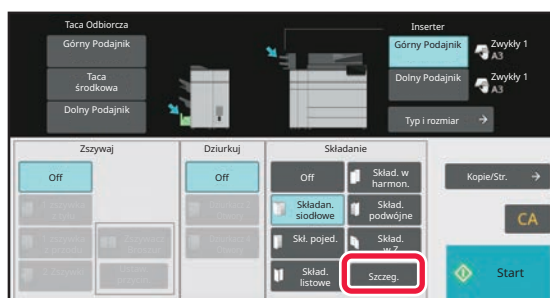 Taca Odbiorcza
Inserter
Górny Podajnik
Taca
środkowa
Dolny Podajnik
Górny Podajnik
Zwykły 1
A3
Dolny Podajnik
Zwykły 1
A3
Typ i rozmiar
Zszywaj
Dziurkuj
Składanie
Off
Off
Off
Skład. w
harmon.
Składan.
siodłowe
Skład.
podwójne
Skł. pojed.
Skład.
w Z
Skład.
listowe
Szczeg.
Kopie/Str.
CA
Start